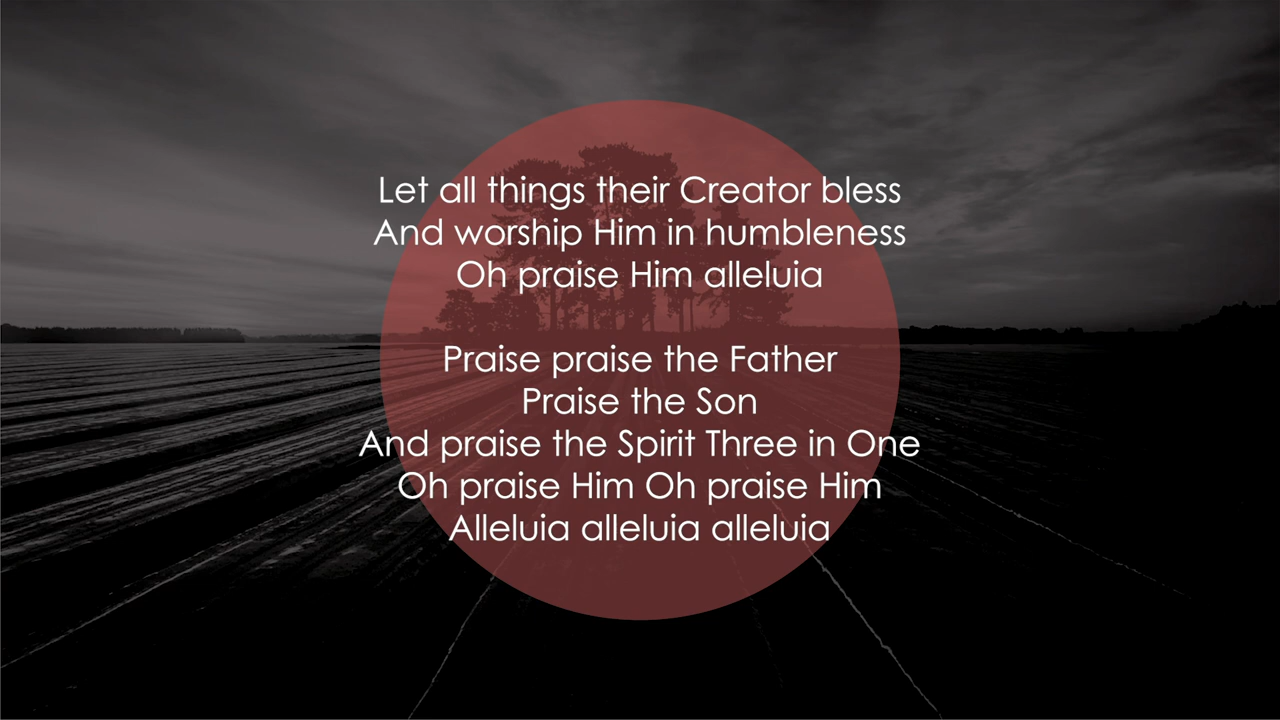 Let all things their Creator bless
And worship Him in humbleness
Oh praise Him alleluia
Praise praise the Father
Praise the Son
And praise the Spirit Three in One
Oh praise Him Oh praise Him
Alleluia alleluia alleluia